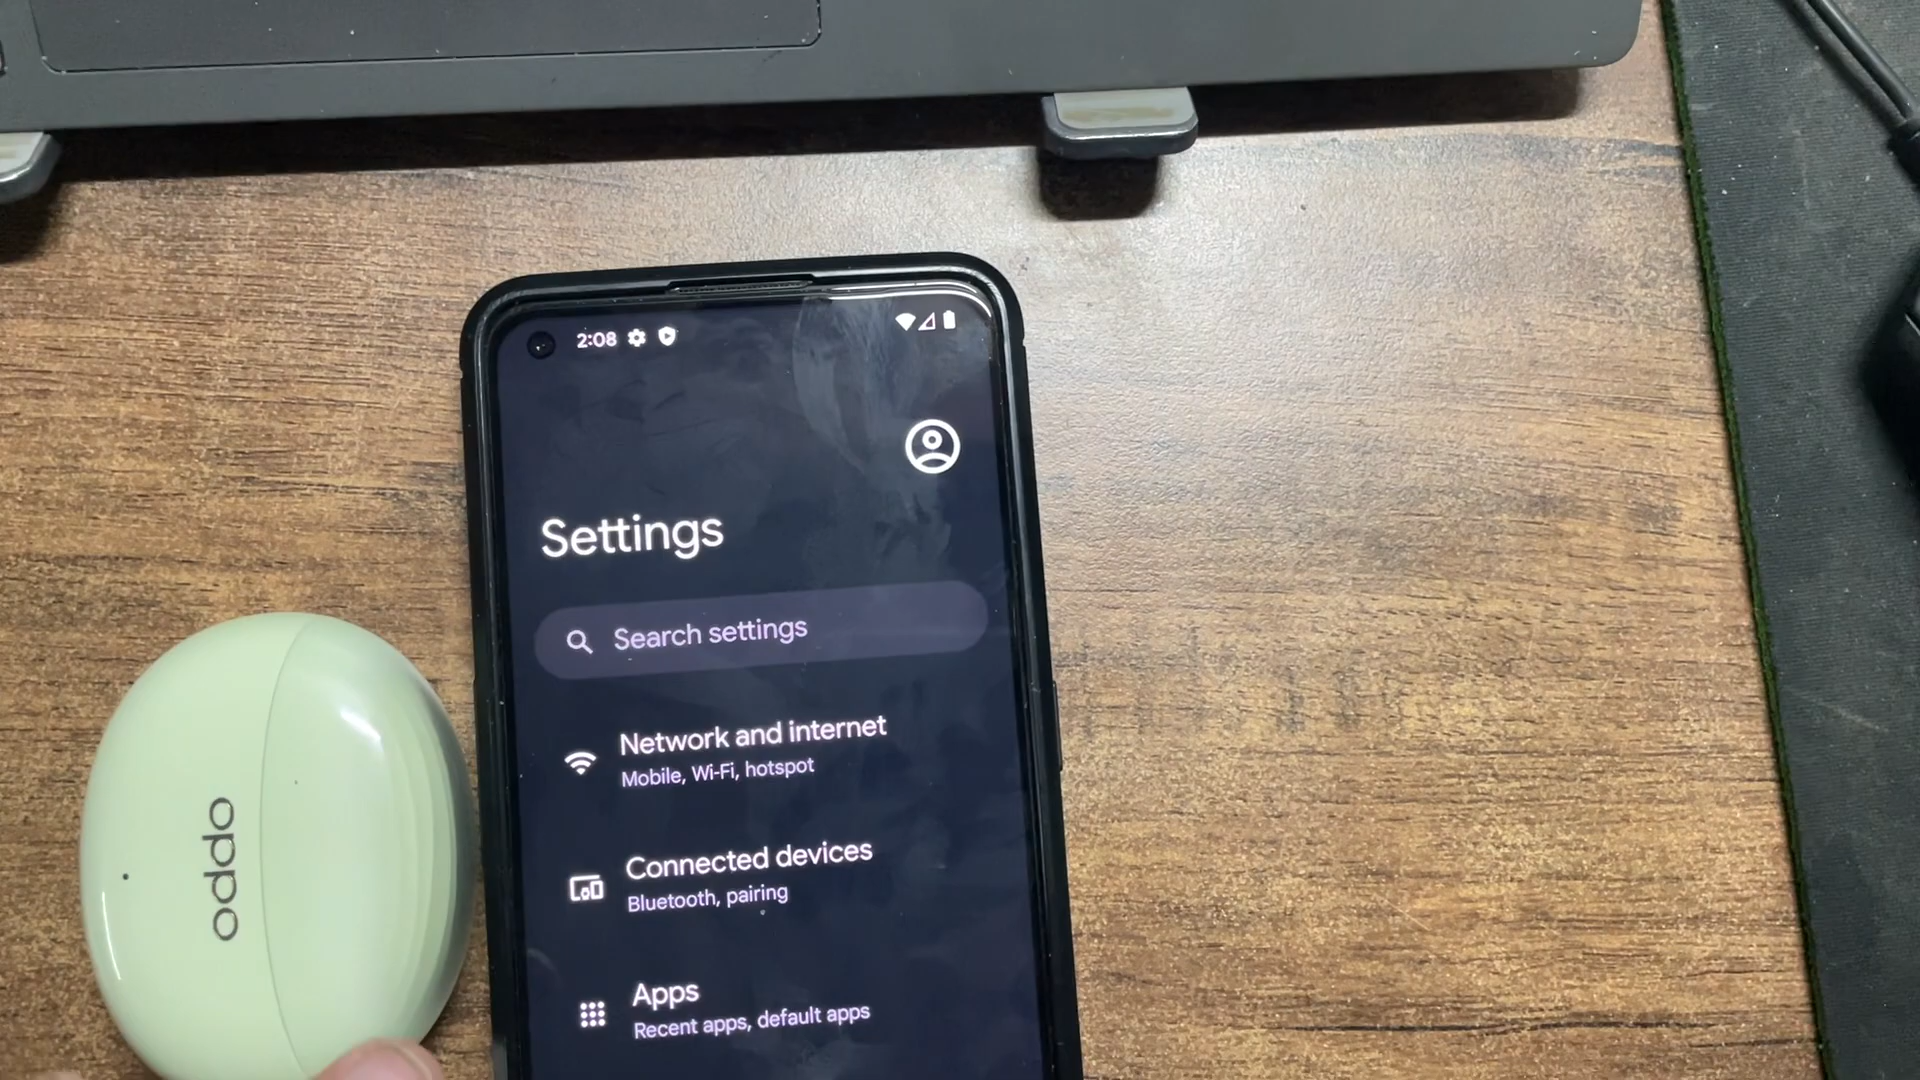 2:08
Settings
Search settings
Network and internet
Mobile, Wi-Fi, hotspot
Connected devices
Bluetooth, pairing
Apps
Recent apps, default apps
oppo